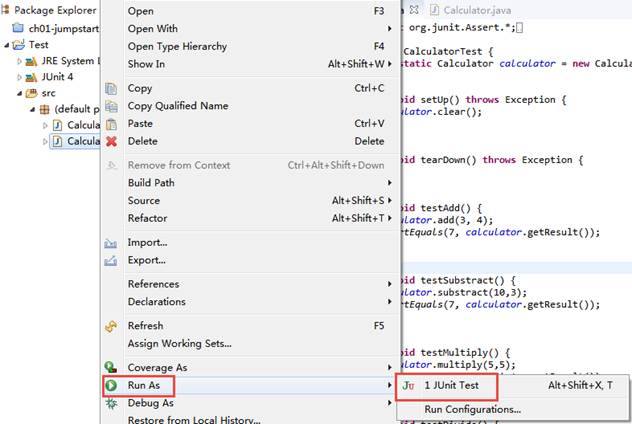 Package Explorer
ch01-jumpstart
Test
JRE System L
JUnit 4
src
(default p
Calcula
Calcula
Open F3
Open With
Open Type Hierarchy F4
Show In Alt+Shift+W
Copy Ctrl+C
Copy Qualified Name
Paste Ctrl+V
Delete Delete
Remove from Context Ctrl+Alt+Shift+Down
Build Path
Source Alt+Shift+S
Refactor Alt+Shift+T
Import...
Export...
References
Declarations
Refresh F5
Assign Working Sets...
Coverage As
Run As
Debug As
Restore from Local History...
1 JUnit Test Alt+Shift+X, T
Run Configurations...
Calculator.java
org.junit.Assert.*;
CalculatorTest {
static Calculator calculator = new Calcu
oid setUp() throws Exception {
ulator.clear();
oid tearDown() throws Exception {
oid testAdd() {
ulator.add(3, 4);
ertEquals(7, calculator.getResult());
oid testSubstract() {
ulator.substract(10,3);
ertEquals(7, calculator.getResult());
oid testMultiply() {
ulator.multiply(5,5);